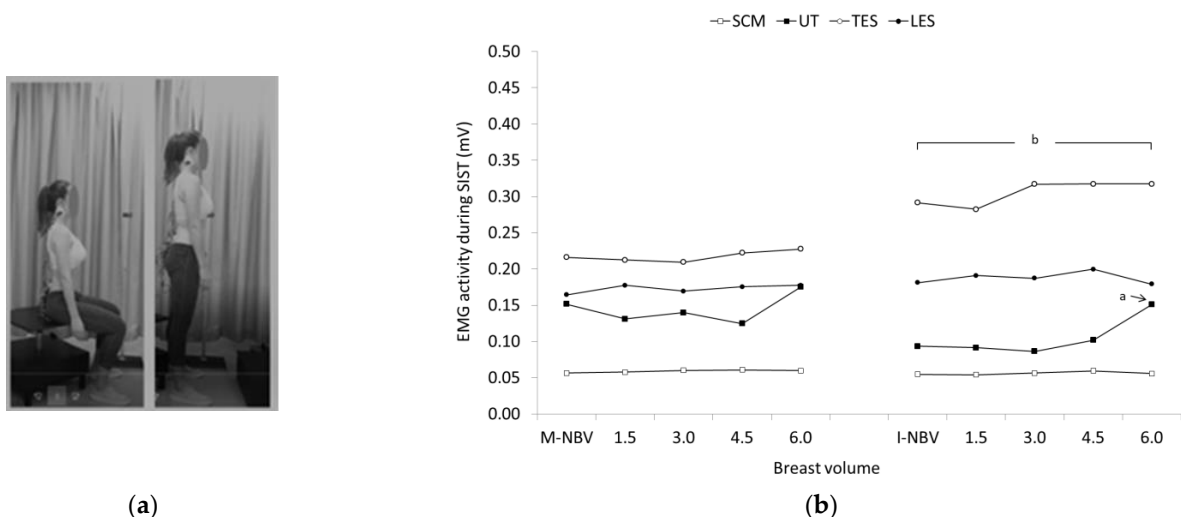 SCM UT TES LES
EMG activity during SIST (mV)
0.50
0.45
0.40
0.35
0.30
0.25
0.20
0.15
0.10
0.05
0.00
b
a
M-NBV 1.5 3.0 4.5 6.0 I-NBV 1.5 3.0 4.5 6.0
Breast volume
(a) (b)